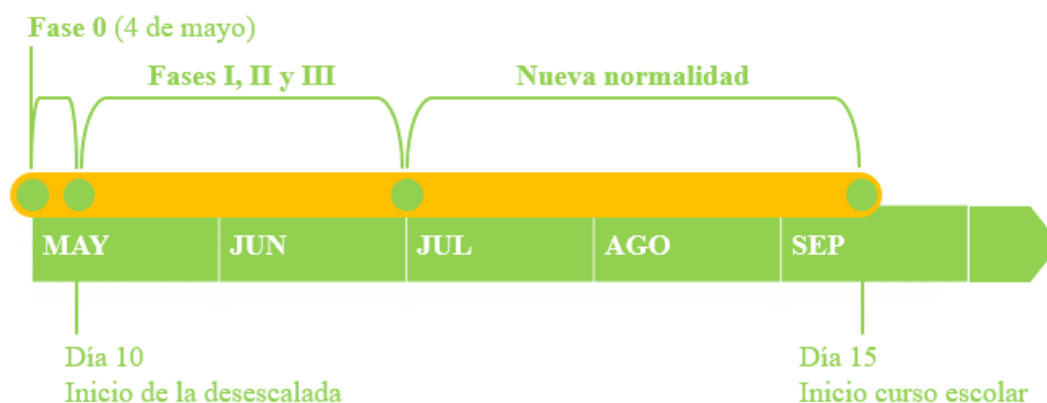 Fase 0 (4 de mayo)
Fases I, II y III
Nueva normalidad
MAY
JUN
JUL
AGO
SEP
Día 10
Inicio de la desescalada
Día 15
Inicio curso escolar